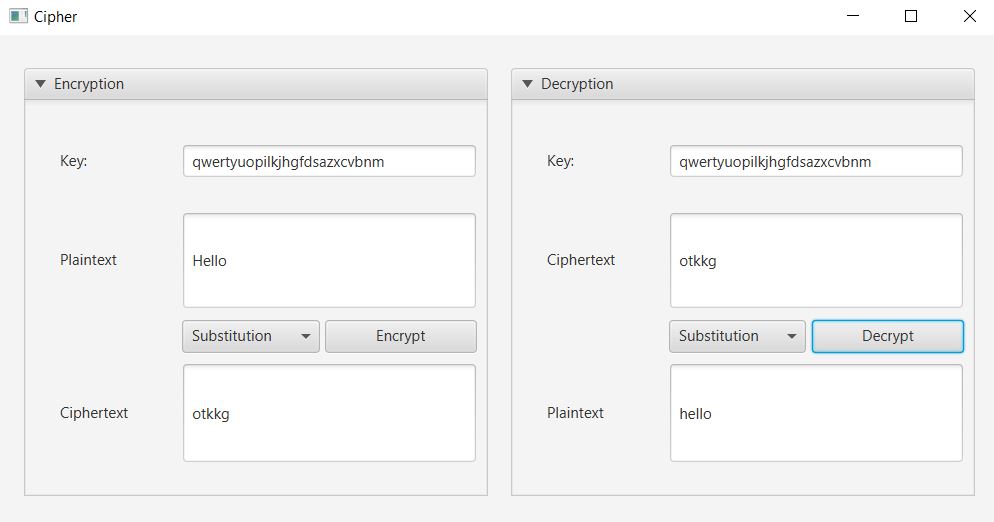 Cipher
Encryption
Key:
qwertyuopilkjhgfdsazxcvbnm
Plaintext
Hello
Substitution
Encrypt
Ciphertext
otkkg
Decryption
Key:
qwertyuopilkjhgfdsazxcvbnm
Ciphertext
otkkg
Substitution
Decrypt
Plaintext
hello